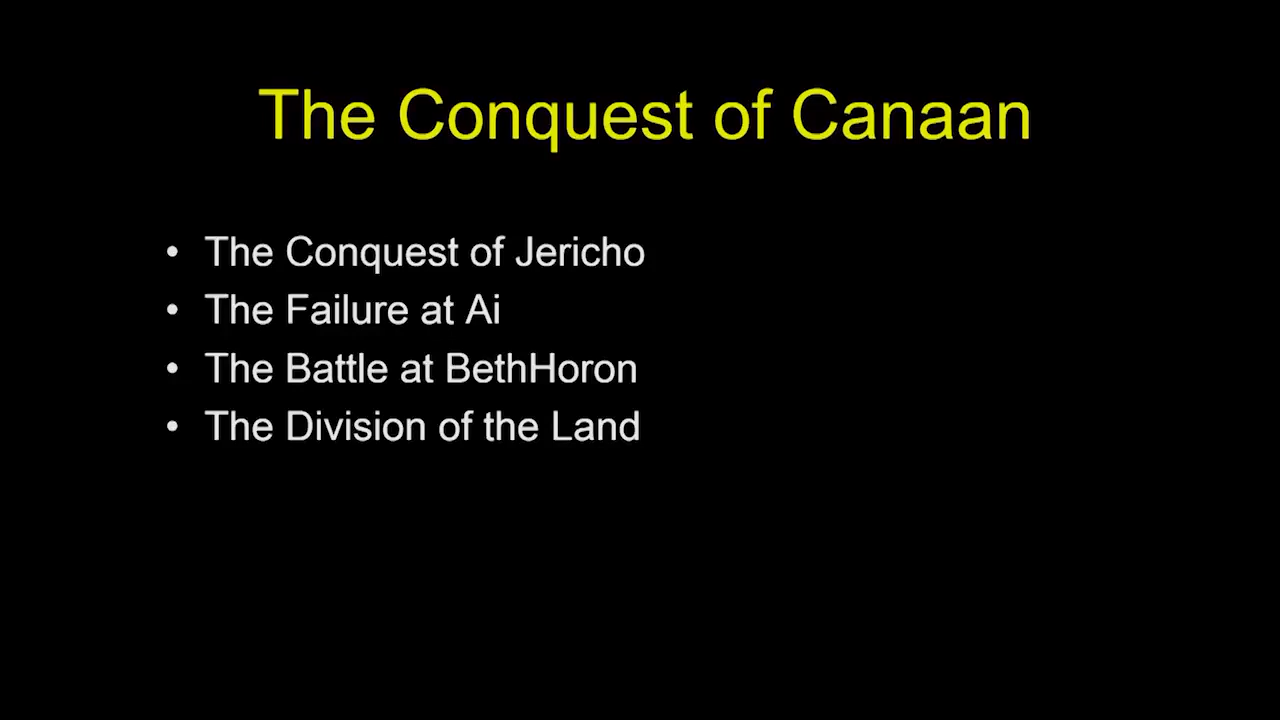 The Conquest of Canaan
• The Conquest of Jericho
• The Failure at Ai
• The Battle at BethHoron
• The Division of the Land